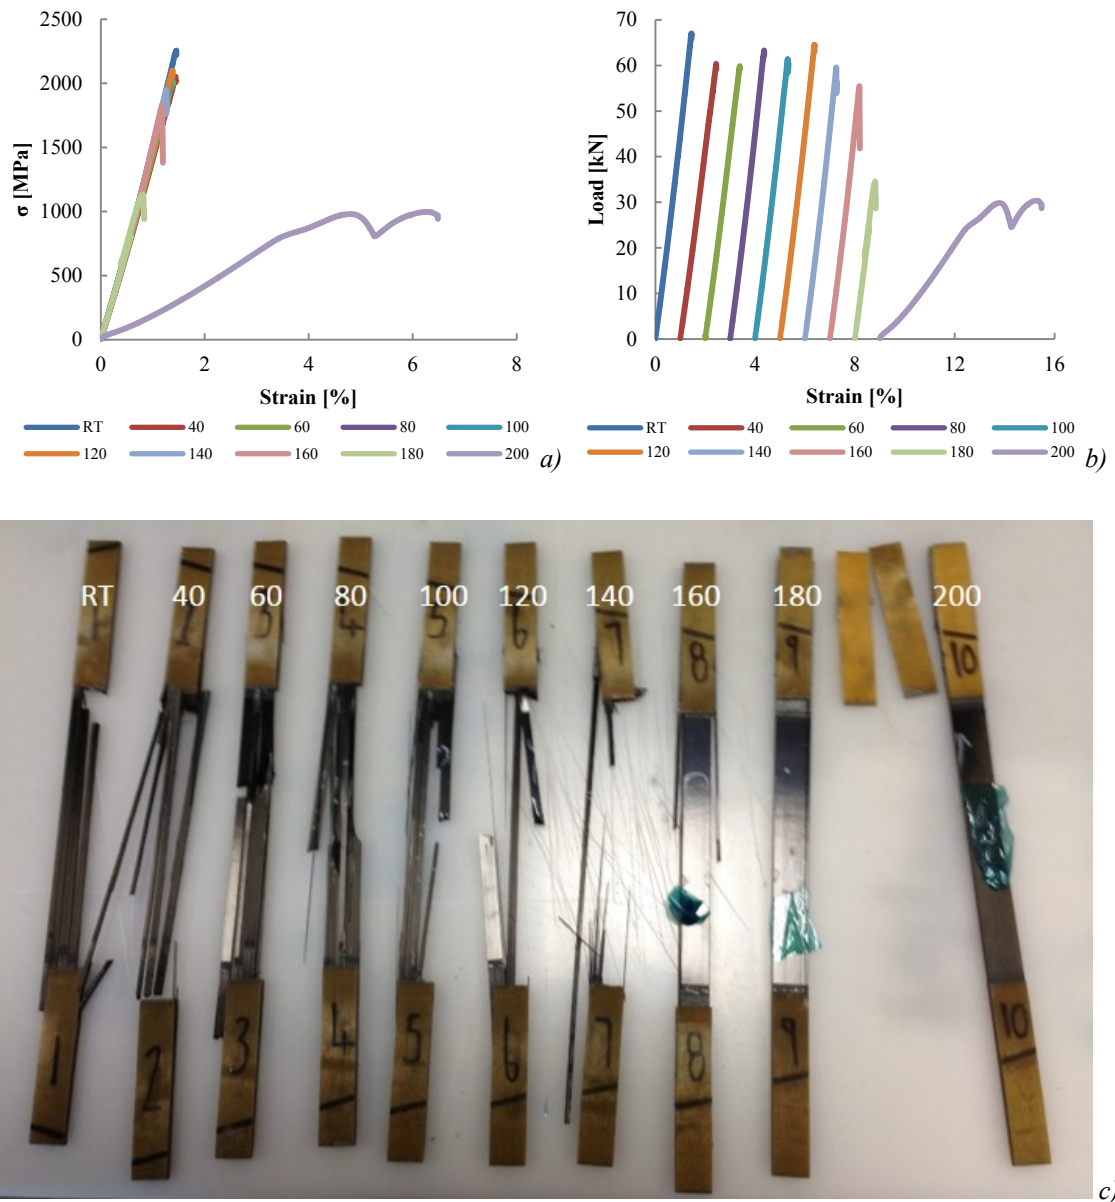 2500
2000
1500
1000
500
0
σ [MPa]
0 2 4 6 8
Strain [%]
RT 40 60 80 100
120 140 160 180 200
a)
70
60
50
40
30
20
10
0
Load [kN]
0 4 8 12 16
Strain [%]
RT 40 60 80 100
120 140 160 180 200
b)
RT 40 60 80 100 120 140 160 180 200
3 4 5 6 7 8 9 10
1 2 3 4 5 6 7 8 9 10